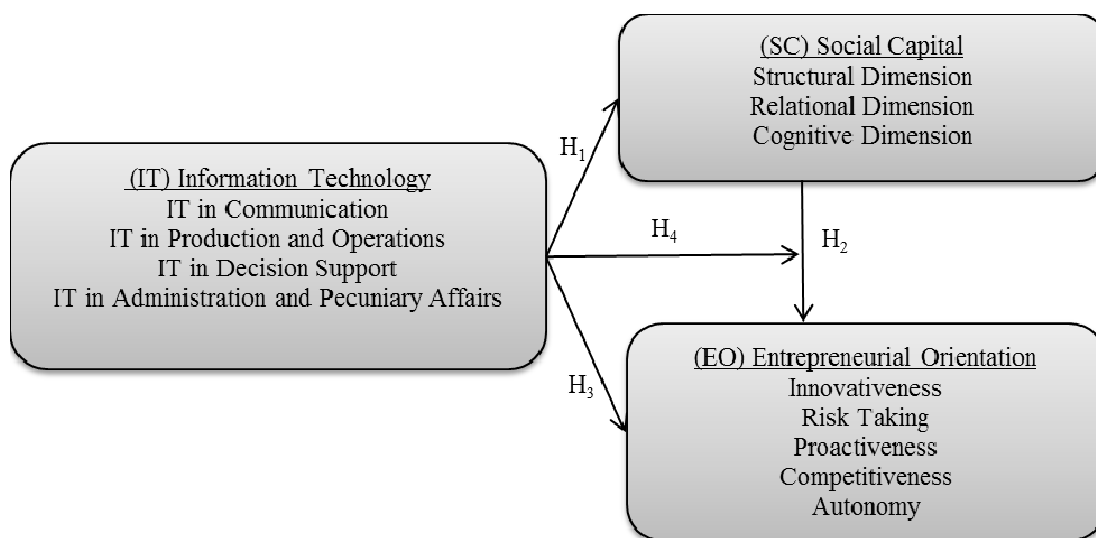 (SC) Social Capital
Structural Dimension
Relational Dimension
Cognitive Dimension
H1
(IT) Information Technology
IT in Communication
IT in Production and Operations
IT in Decision Support
IT in Administration and Pecuniary Affairs
H4
H2
H3
(EO) Entrepreneurial Orientation
Innovativeness
Risk Taking
Proactiveness
Competitiveness
Autonomy